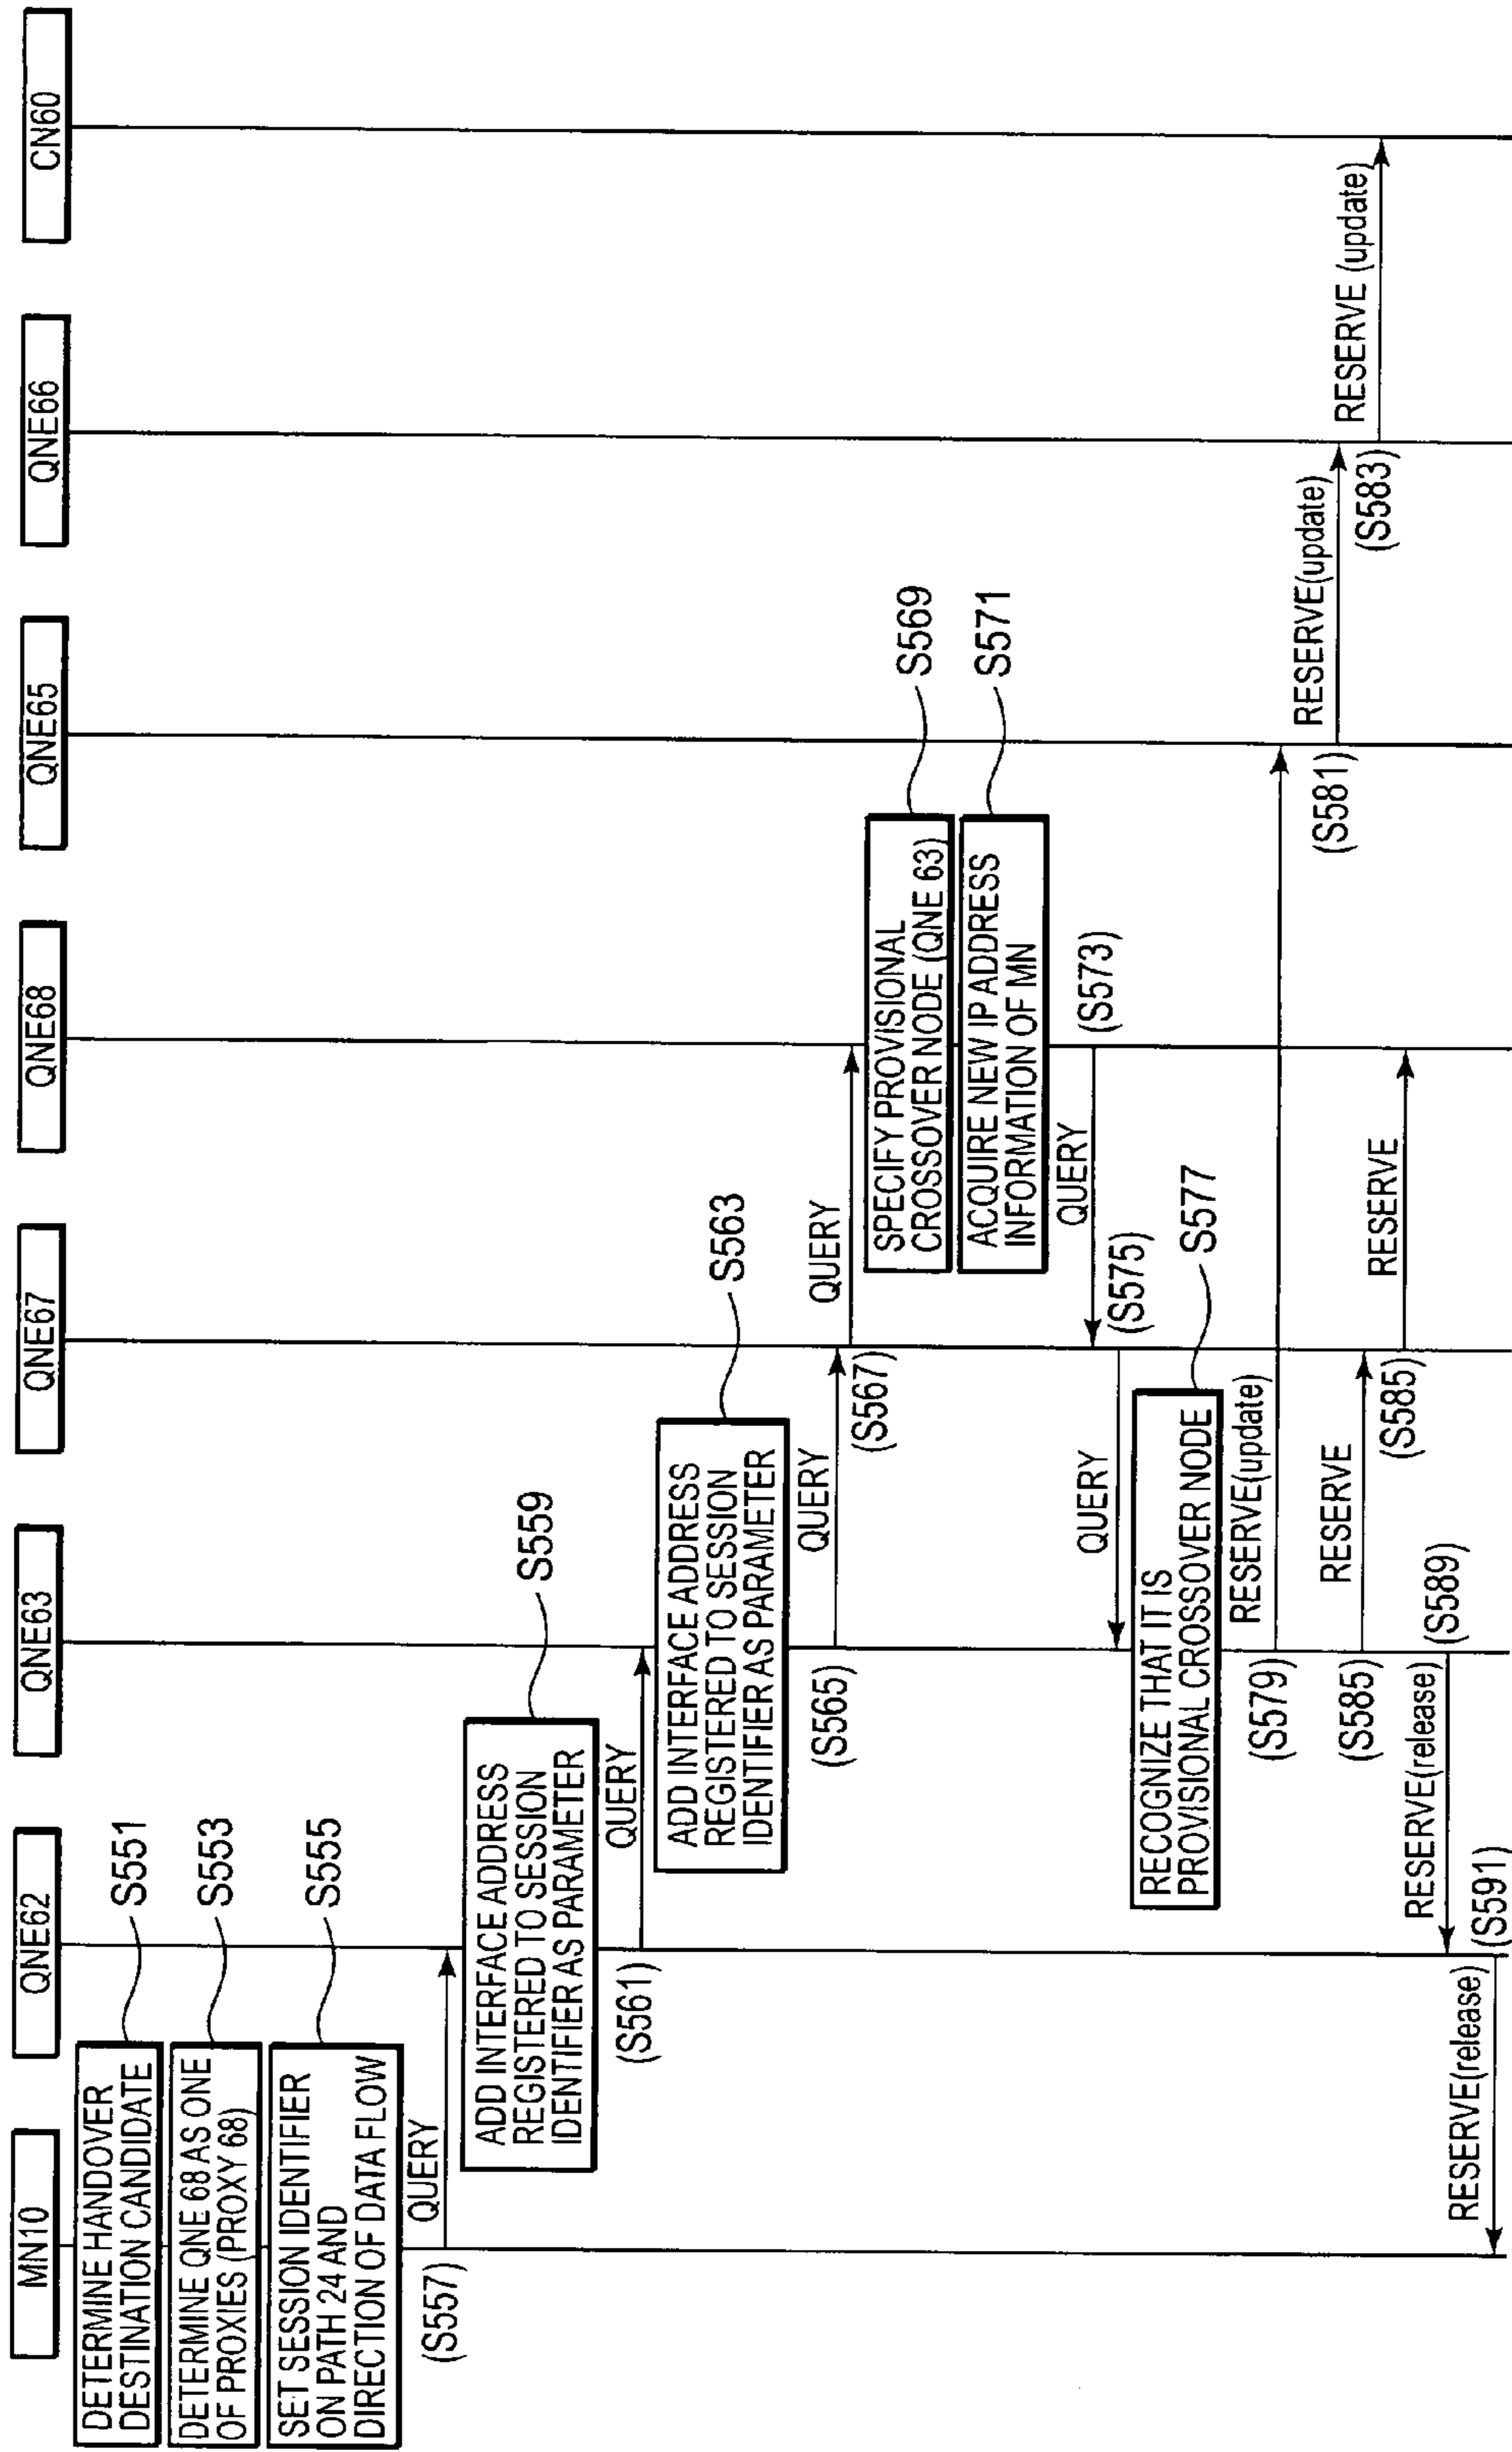 MN10
QNE62
QNE63
QNE67
QNE68
QNE65
QNE66
CN60
DETERMINE HANDOVER
DESTINATION CANDIDATE
S551
DETERMINE QNE 68 AS ONE
OF PROXIES (PROXY 68)
S553
SET SESSION IDENTIFIER
ON PATH 24 AND
DIRECTION OF DATA FLOW
S555
QUERY
(S557)
ADD INTERFACE ADDRESS
REGISTERED TO SESSION
IDENTIFIER AS PARAMETER
S559
QUERY
(S561)
ADD INTERFACE ADDRESS
REGISTERED TO SESSION
IDENTIFIER AS PARAMETER
S563
QUERY
(S565)
QUERY
(S567)
SPECIFY PROVISIONAL
CROSSOVER NODE (QNE 63)
S569
ACQUIRE NEW IP ADDRESS
INFORMATION OF MN
S571
QUERY
(S573)
QUERY
(S575)
RECOGNIZE THAT IT IS
PROVISIONAL CROSSOVER NODE
S577
RESERVE(update)
(S579)
RESERVE(update)
(S581)
RESERVE (update)
(S583)
RESERVE
(S585)
RESERVE
(S585)
RESERVE(release)
(S589)
RESERVE(release)
(S591)